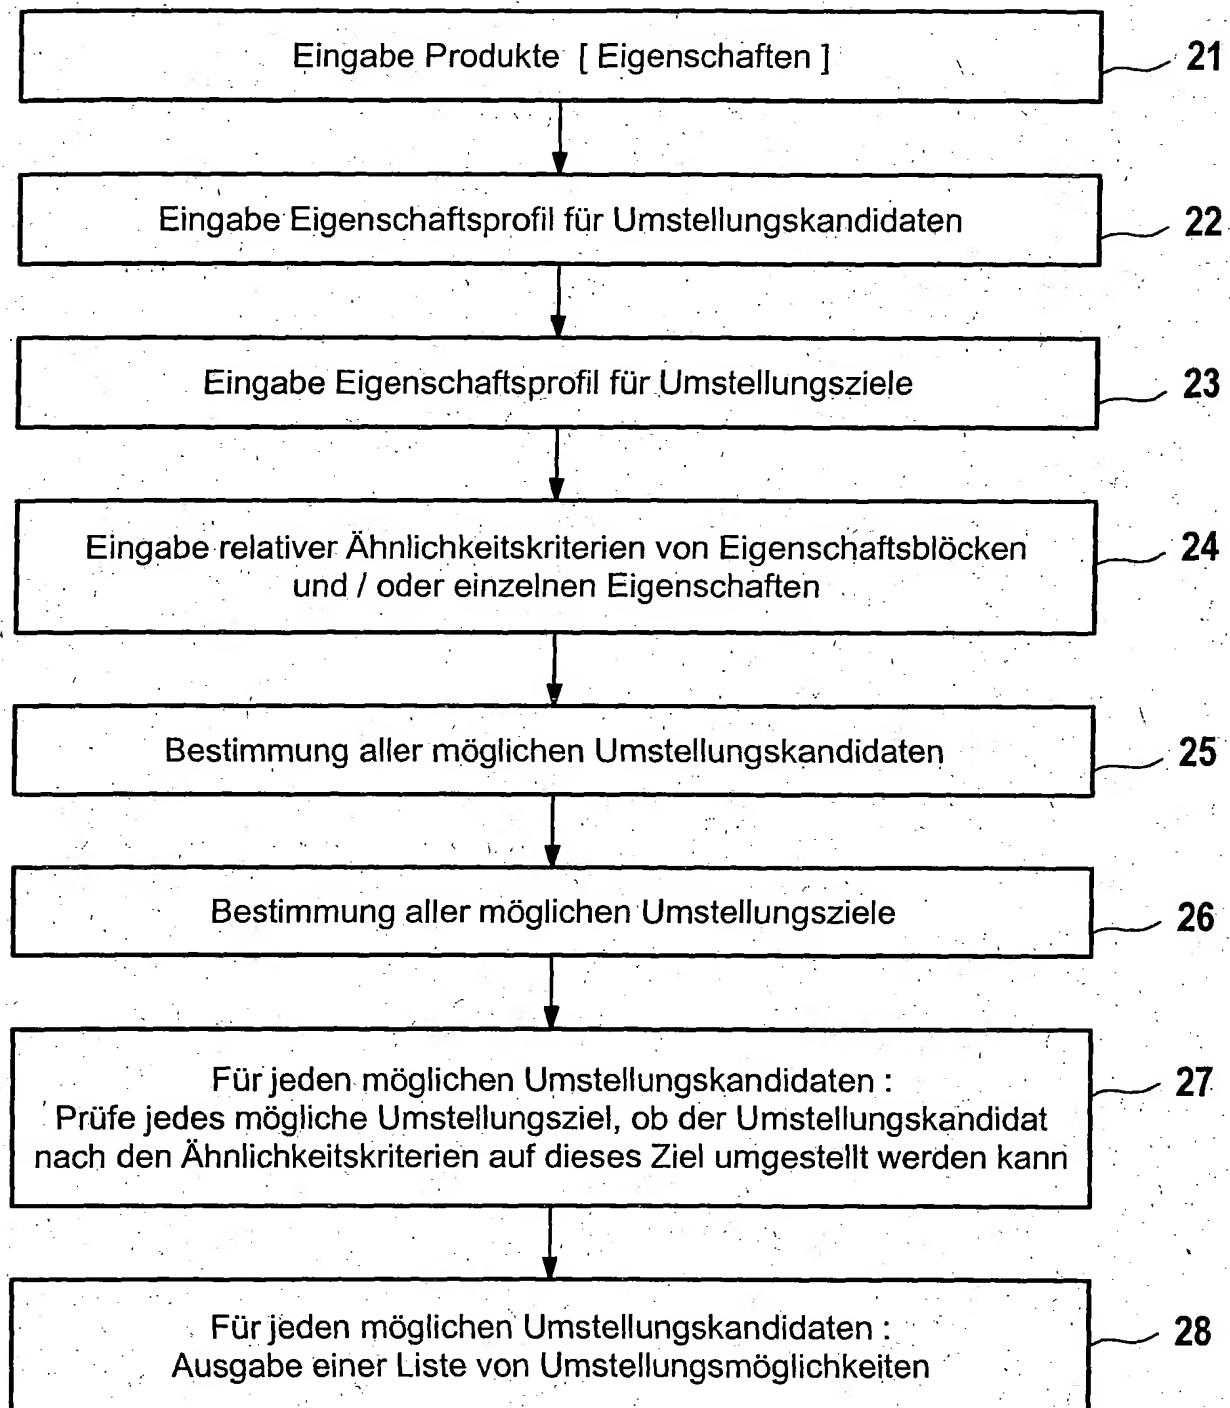 Eingabe Produkte [ Eigenschaften ]
21
Eingabe Eigenschaftsprofil für Umstellungskandidaten
22
Eingabe Eigenschaftsprofil für Umstellungsziele
23
Eingabe relativer Ähnlichkeitskriterien von Eigenschaftsblöcken
und / oder einzelnen Eigenschaften
24
Bestimmung aller möglichen Umstellungskandidaten
25
Bestimmung aller möglichen Umstellungsziele
26
Für jeden möglichen Umstellungskandidaten :
Prüfe jedes mögliche Umstellungsziel, ob der Umstellungskandidat
nach den Ähnlichkeitskriterien auf dieses Ziel umgestellt werden kann
27
Für jeden möglichen Umstellungskandidaten :
Ausgabe einer Liste von Umstellungsmöglichkeiten
28